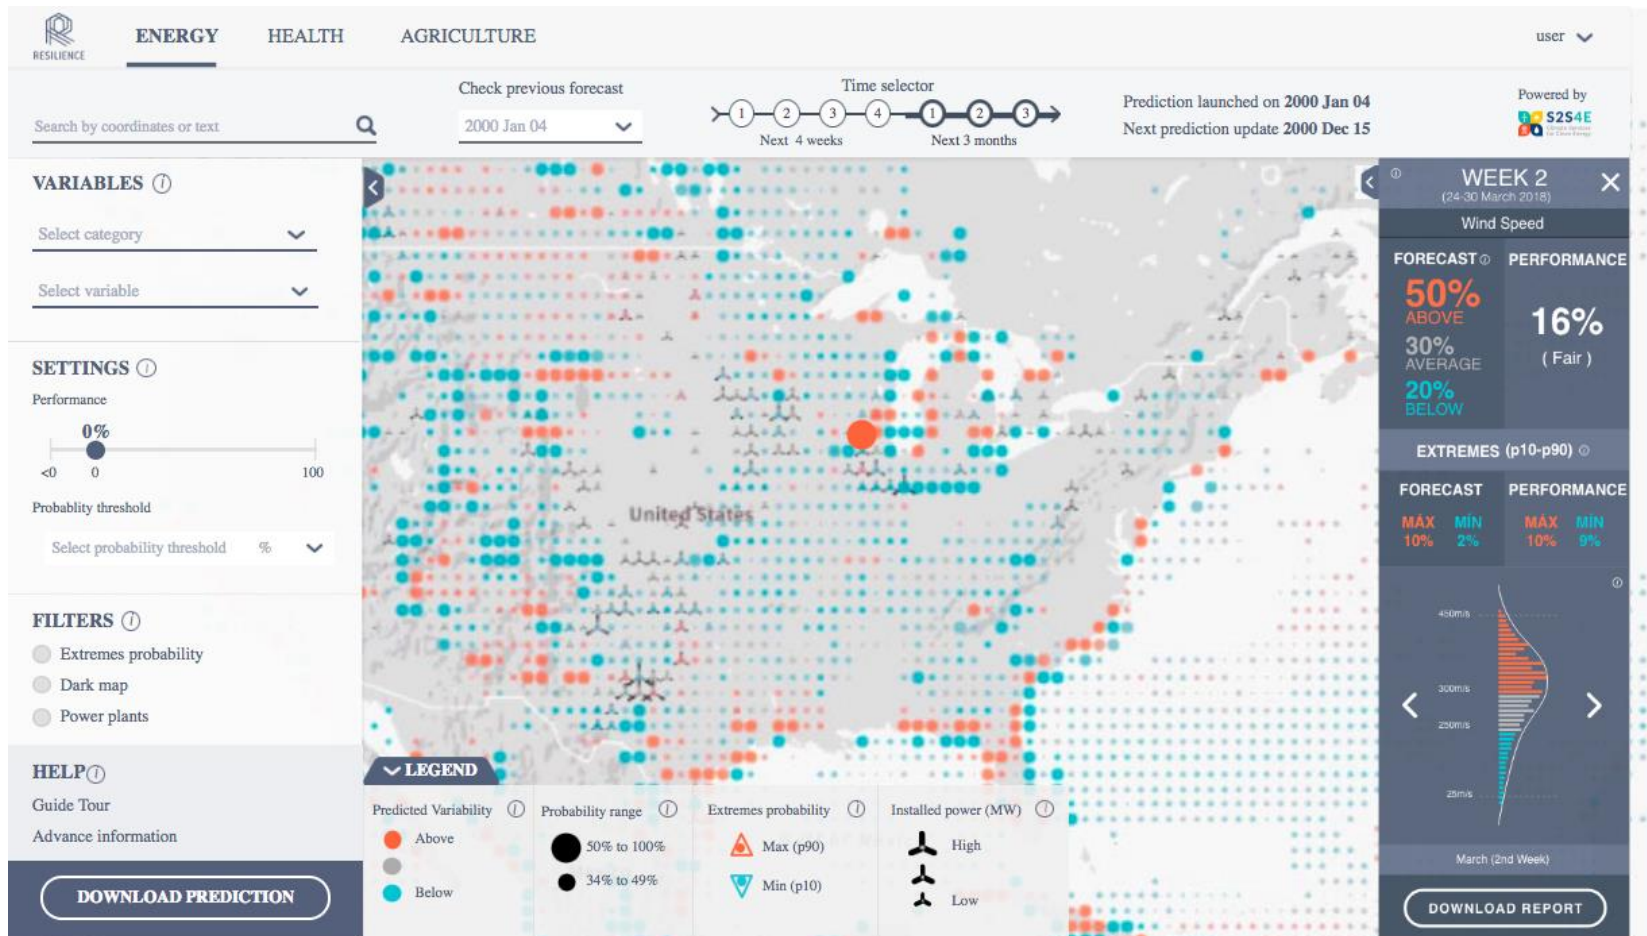 RESILIENCE
ENERGY
HEALTH
AGRICULTURE
user
Search by coordinates or text
Check previous forecast
2000 Jan 04
Time selector
1 2 3 4 1 2 3
Next 4 weeks
Next 3 months
Prediction launched on 2000 Jan 04
Next prediction update 2000 Dec 15
Powered by
S2S4E
Climate Services
for Clean Energy
VARIABLES
Select category
Select variable
SETTINGS
Performance
0%
<0 0 100
Probablity threshold
Select probability threshold %
FILTERS
Extremes probability
Dark map
Power plants
HELP
Guide Tour
Advance information
DOWNLOAD PREDICTION
United States
LEGEND
Predicted Variability
Above
Below
Probability range
50% to 100%
34% to 49%
Extremes probability
Max (p90)
Min (p10)
Installed power (MW)
High
Low
WEEK 2
(24-30 March 2018)
Wind Speed
FORECAST
50%
ABOVE
30%
AVERAGE
20%
BELOW
PERFORMANCE
16%
( Fair )
EXTREMES (p10-p90)
FORECAST
MÁX MÍN
10% 2%
PERFORMANCE
MÁX MÍN
10% 9%
450m/s
300m/s
250m/s
25m/s
March (2nd Week)
DOWNLOAD REPORT